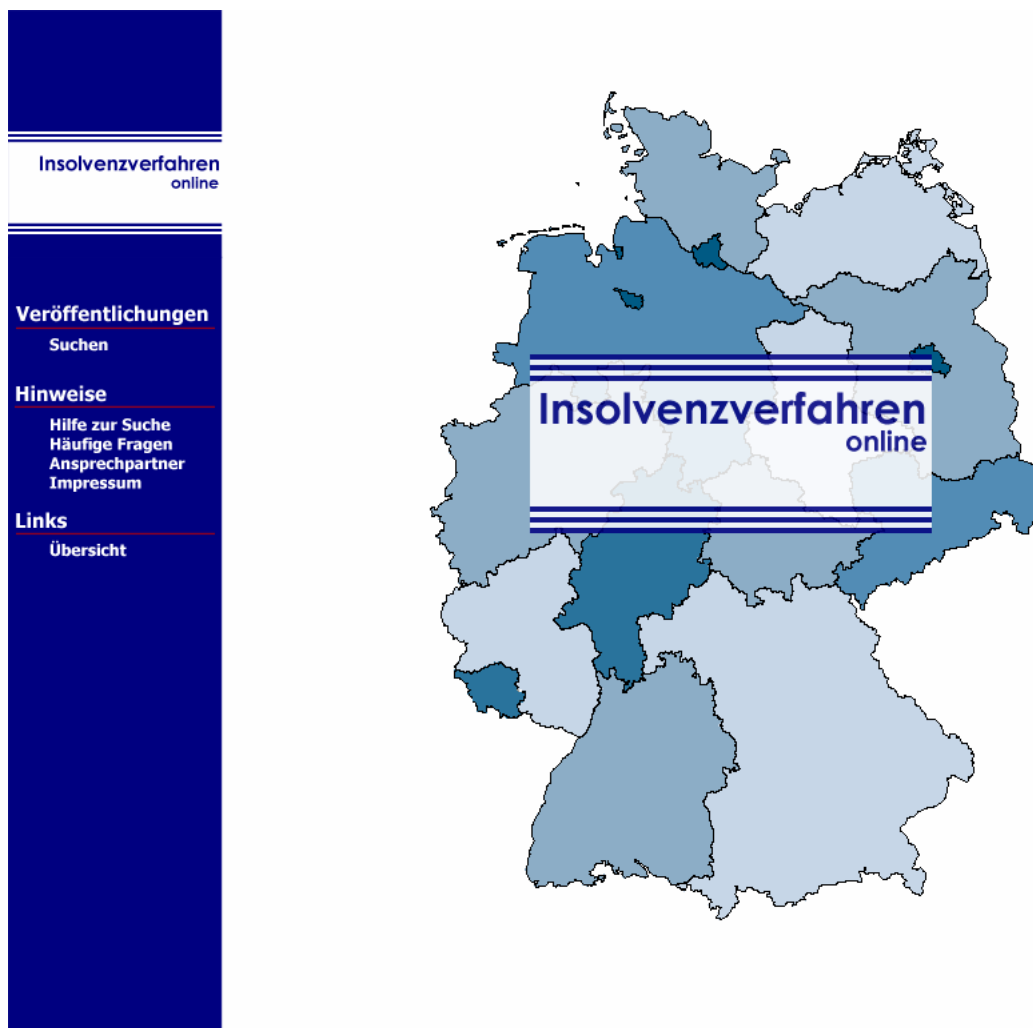 Insolvenzverfahren
online
Veröffentlichungen
Suchen
Hinweise
Hilfe zur Suche
Häufige Fragen
Ansprechpartner
Impressum
Links
Übersicht
Insolvenzverfahren
online